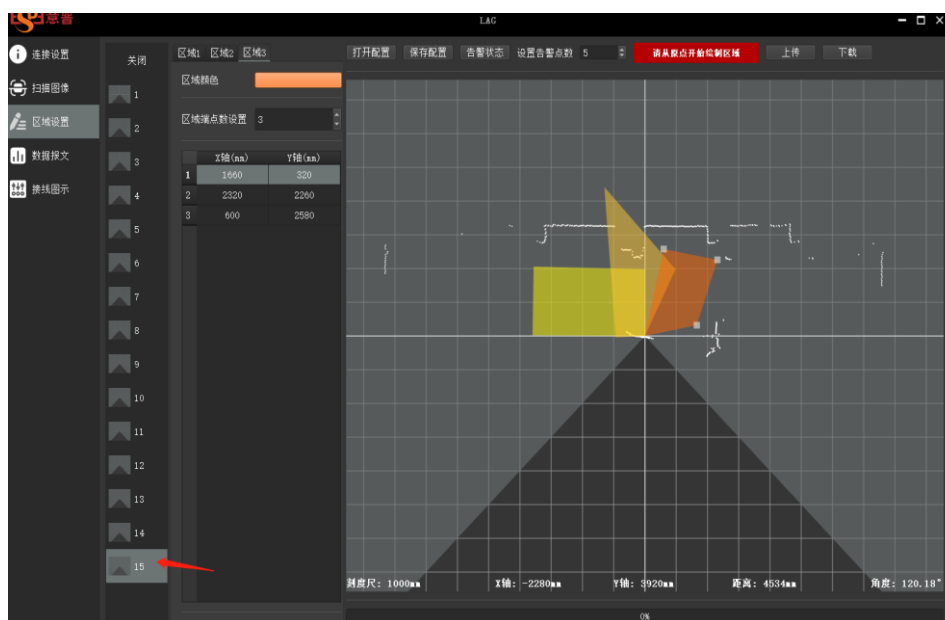 ESPE意普
LAG
连接设置
扫描图像
区域设置
数据报文
接线图示
关闭
1
2
3
4
5
6
7
8
9
10
11
12
13
14
15
区域1 区域2 区域3
打开配置 保存配置 告警状态 设置告警点数 5 请从原点开始绘制区域 上传 下载
区域颜色
区域端点数设置 3
X轴(mm) Y轴(mm)
1 1660 320
2 2320 2260
3 600 2580
刻度尺: 1000mm X轴: -2280mm Y轴: 3920mm 距离: 4534mm 角度: 120.18°
0%